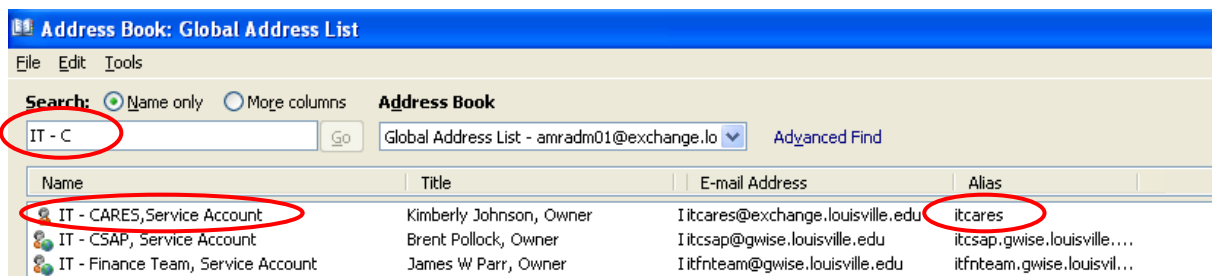 Address Book: Global Address List
File Edit Tools
Search: Name only More columns Address Book
IT - C Go Global Address List - amradm01@exchange.lo Advanced Find
Name Title E-mail Address Alias
IT - CARES,Service Account Kimberly Johnson, Owner Iitcares@exchange.louisville.edu itcares
IT - CSAP, Service Account Brent Pollock, Owner Iitcsap@gwise.louisville.edu itcsap.gwise.louisville....
IT - Finance Team, Service Account James W Parr, Owner Iitfnteam@gwise.louisville.edu itfnteam.gwise.louisvil...